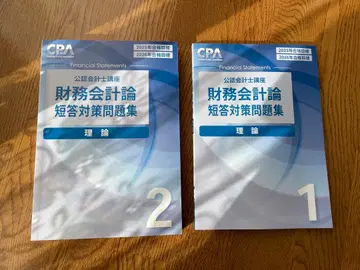 CPA
2025年合格目標
2026年合格目標
Financial Statements
公認会計士講座
財務会計論
短答対策問題集
理論
2
CPA
2025年合格目標
2026年合格目標
Financial Statements
公認会計士講座
財務会計論
短答対策問題集
理論
1